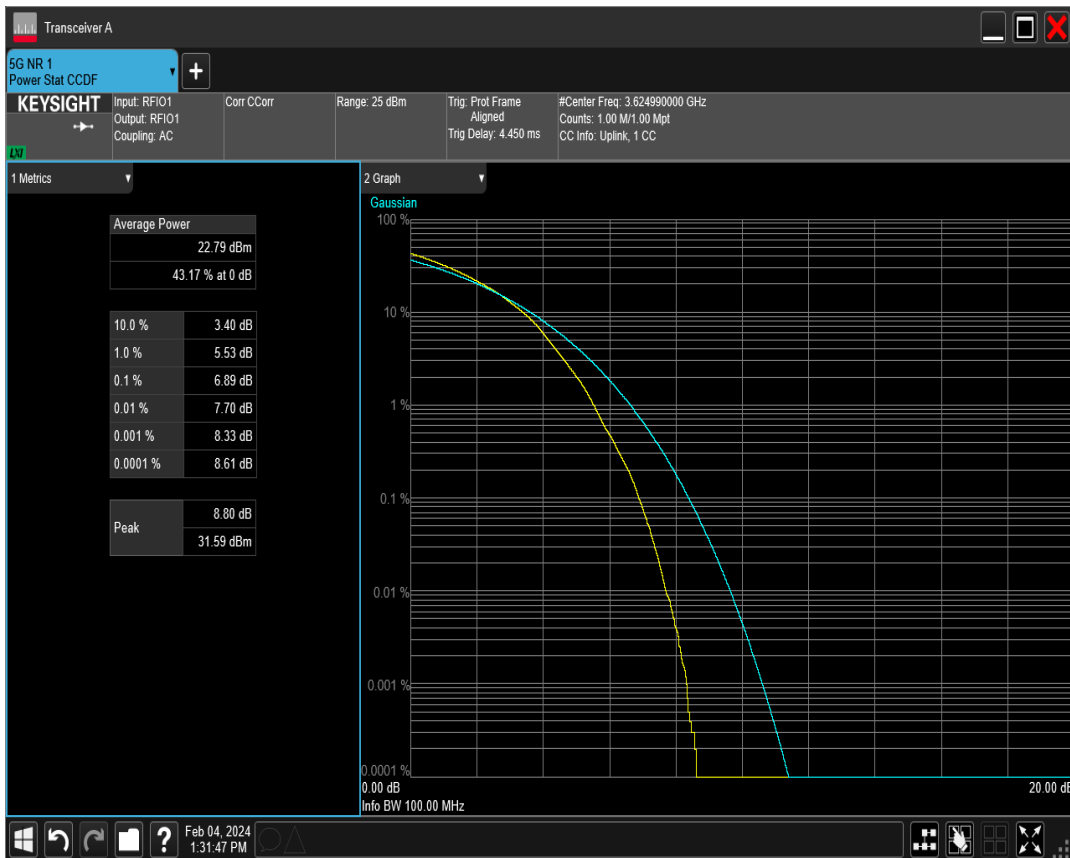 Transceiver A
5G NR 1
Power Stat CCDF
+
KEYSIGHT
LXI
Input: RFIO1
Output: RFIO1
Coupling: AC
Corr CCorr
Range: 25 dBm
Trig: Prot Frame
Aligned
Trig Delay: 4.450 ms
#Center Freq: 3.624990000 GHz
Counts: 1.00 M/1.00 Mpt
CC Info: Uplink, 1 CC
1 Metrics
Average Power
22.79 dBm
43.17 % at 0 dB
10.0 % 3.40 dB
1.0 % 5.53 dB
0.1 % 6.89 dB
0.01 % 7.70 dB
0.001 % 8.33 dB
0.0001 % 8.61 dB
Peak
8.80 dB
31.59 dBm
2 Graph
Gaussian
100 %
10 %
1 %
0.1 %
0.01 %
0.001 %
0.0001 %
0.00 dB 20.00 dB
Info BW 100.00 MHz
? Feb 04, 2024
1:31:47 PM